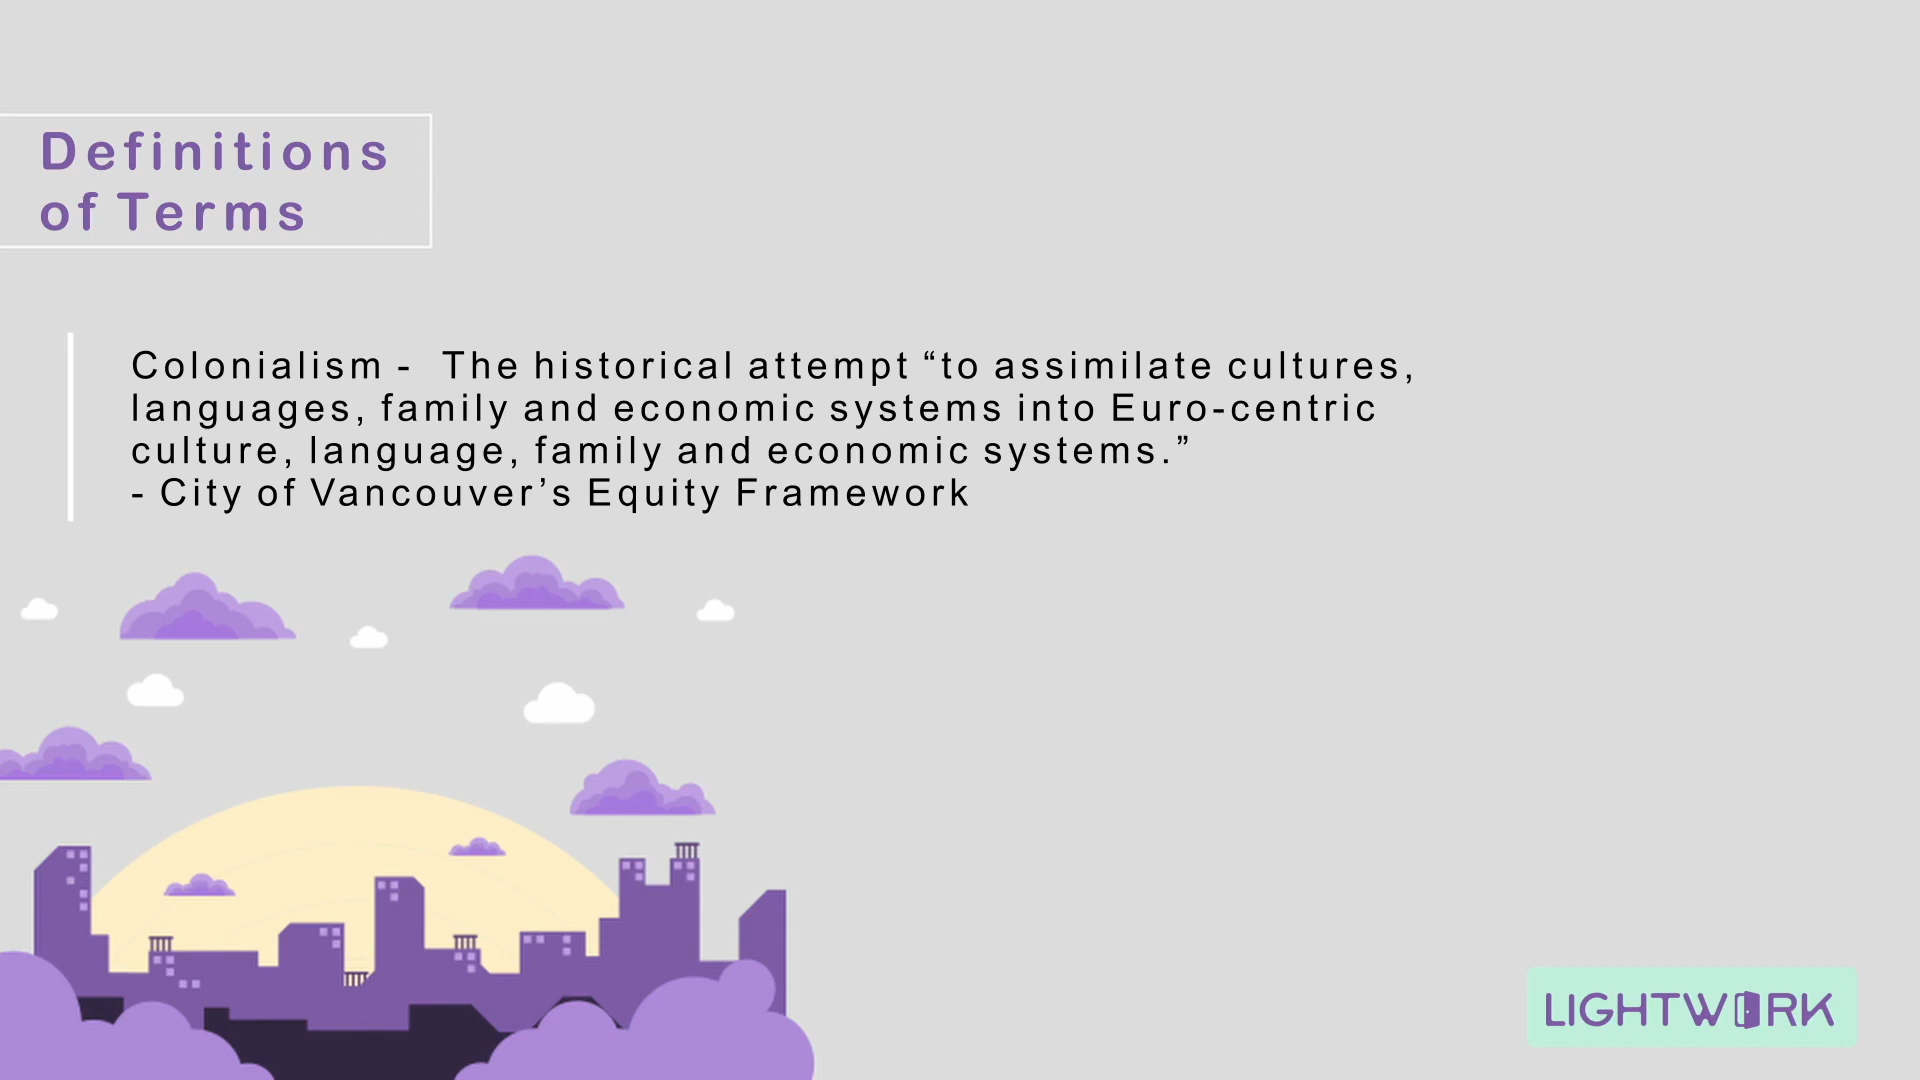 Definitions
of Terms
Colonialism -  The historical attempt “to assimilate cultures,
languages, family and economic systems into Euro-centric
culture, language, family and economic systems.”
- City of Vancouver’s Equity Framework
LIGHTWORK